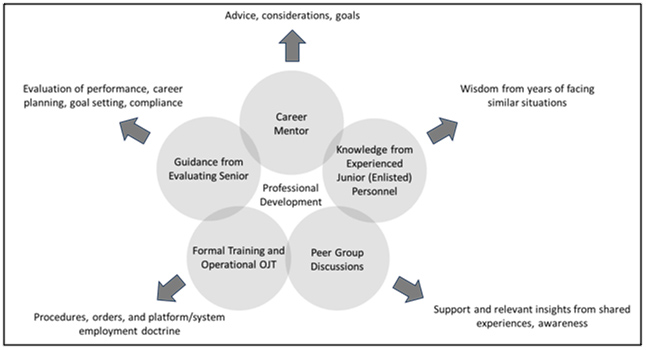 Advice, considerations, goals
Evaluation of performance, career
planning, goal setting, compliance
Wisdom from years of facing
similar situations
Career
Mentor
Guidance from
Evaluating Senior
Knowledge from
Experienced
Junior (Enlisted)
Personnel
Professional
Development
Formal Training and
Operational OJT
Peer Group
Discussions
Procedures, orders, and platform/system
employment doctrine
Support and relevant insights from shared
experiences, awareness